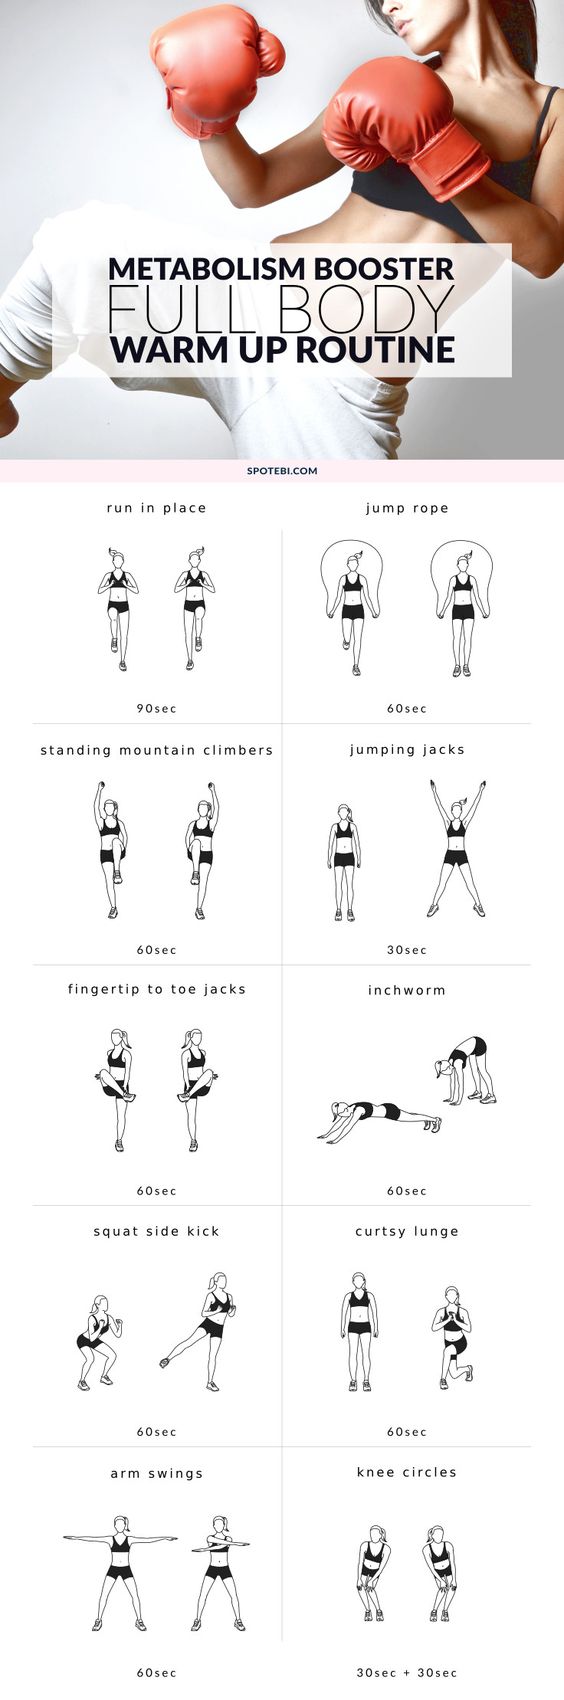 METABOLISM BOOSTER
FULL BODY
WARM UP ROUTINE
SPOTEBI.COM
run in place
jump rope
90sec
60sec
standing mountain climbers
jumping jacks
60sec
30sec
fingertip to toe jacks
inchworm
60sec
60sec
squat side kick
curtsy lunge
60sec
60sec
arm swings
knee circles
60sec
30sec + 30sec